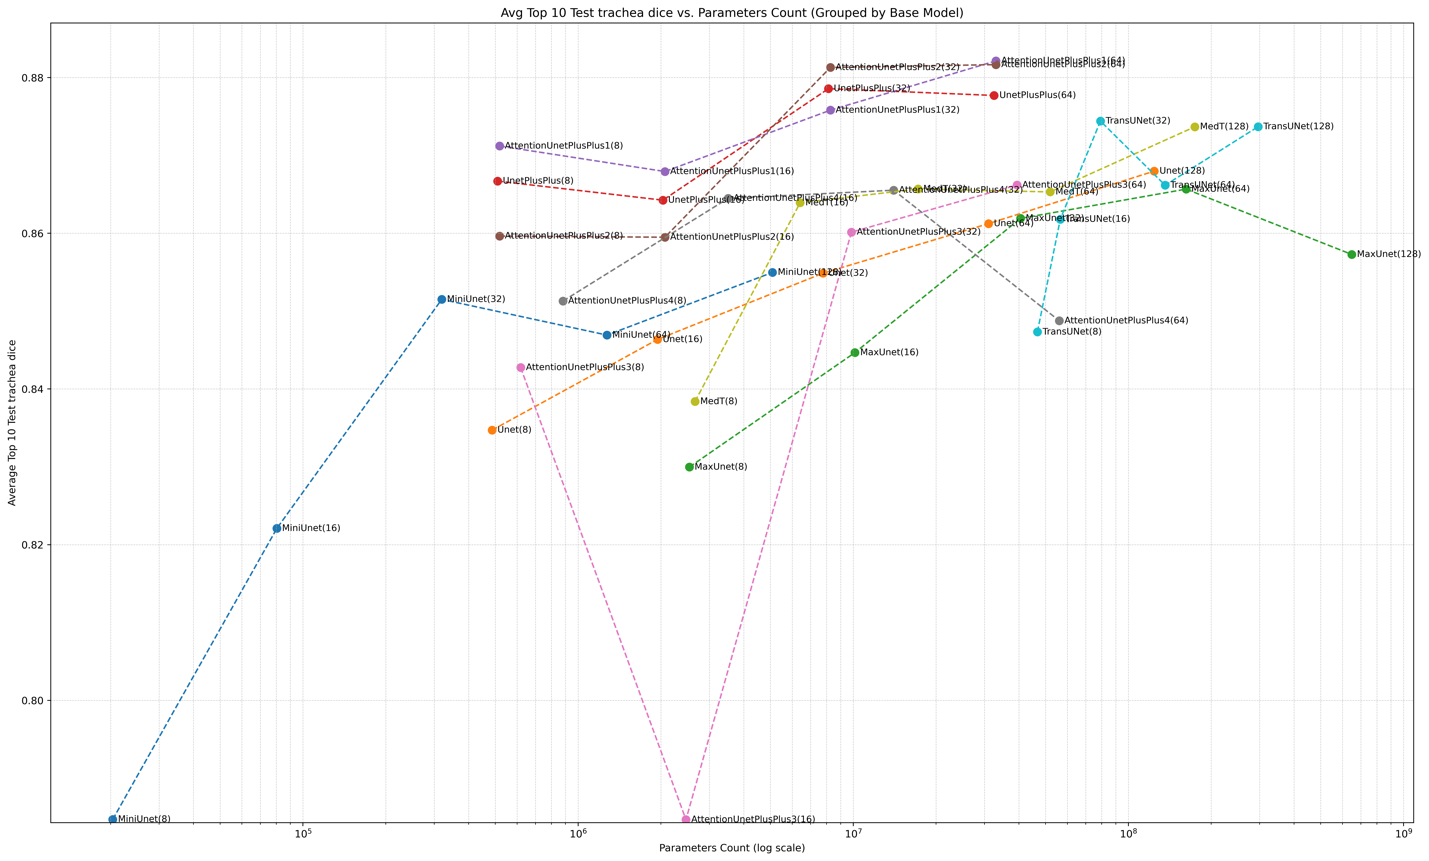 Avg Top 10 Test trachea dice vs. Parameters Count (Grouped by Base Model)
Average Top 10 Test trachea dice
0.88
0.86
0.84
0.82
0.80
AttentionUnetPlusPlus1(64)
AttentionUnetPlusPlus2(64)
AttentionUnetPlusPlus2(32)
UnetPlusPlus(32)
UnetPlusPlus(64)
AttentionUnetPlusPlus1(32)
TransUNet(32)
MedT(128)
TransUNet(128)
AttentionUnetPlusPlus1(8)
AttentionUnetPlusPlus1(16)
Unet(128)
UnetPlusPlus(8)
AttentionUnetPlusPlus3(64)
TransUNet(64)
MaxUnet(64)
MedT(32)
AttentionUnetPlusPlus4(32)
MedT(64)
AttentionUnetPlusPlus4(16)
UnetPlusPlus(16)
MedT(16)
MaxUnet(32)
TransUNet(16)
Unet(64)
AttentionUnetPlusPlus3(32)
AttentionUnetPlusPlus2(8)
AttentionUnetPlusPlus2(16)
MaxUnet(128)
MiniUnet(128)
Unet(32)
MiniUnet(32)
AttentionUnetPlusPlus4(8)
AttentionUnetPlusPlus4(64)
TransUNet(8)
MiniUnet(64)
Unet(16)
MaxUnet(16)
AttentionUnetPlusPlus3(8)
MedT(8)
Unet(8)
MaxUnet(8)
MiniUnet(16)
MiniUnet(8)
AttentionUnetPlusPlus3(16)
10⁵
10⁶
10⁷
10⁸
10⁹
Parameters Count (log scale)